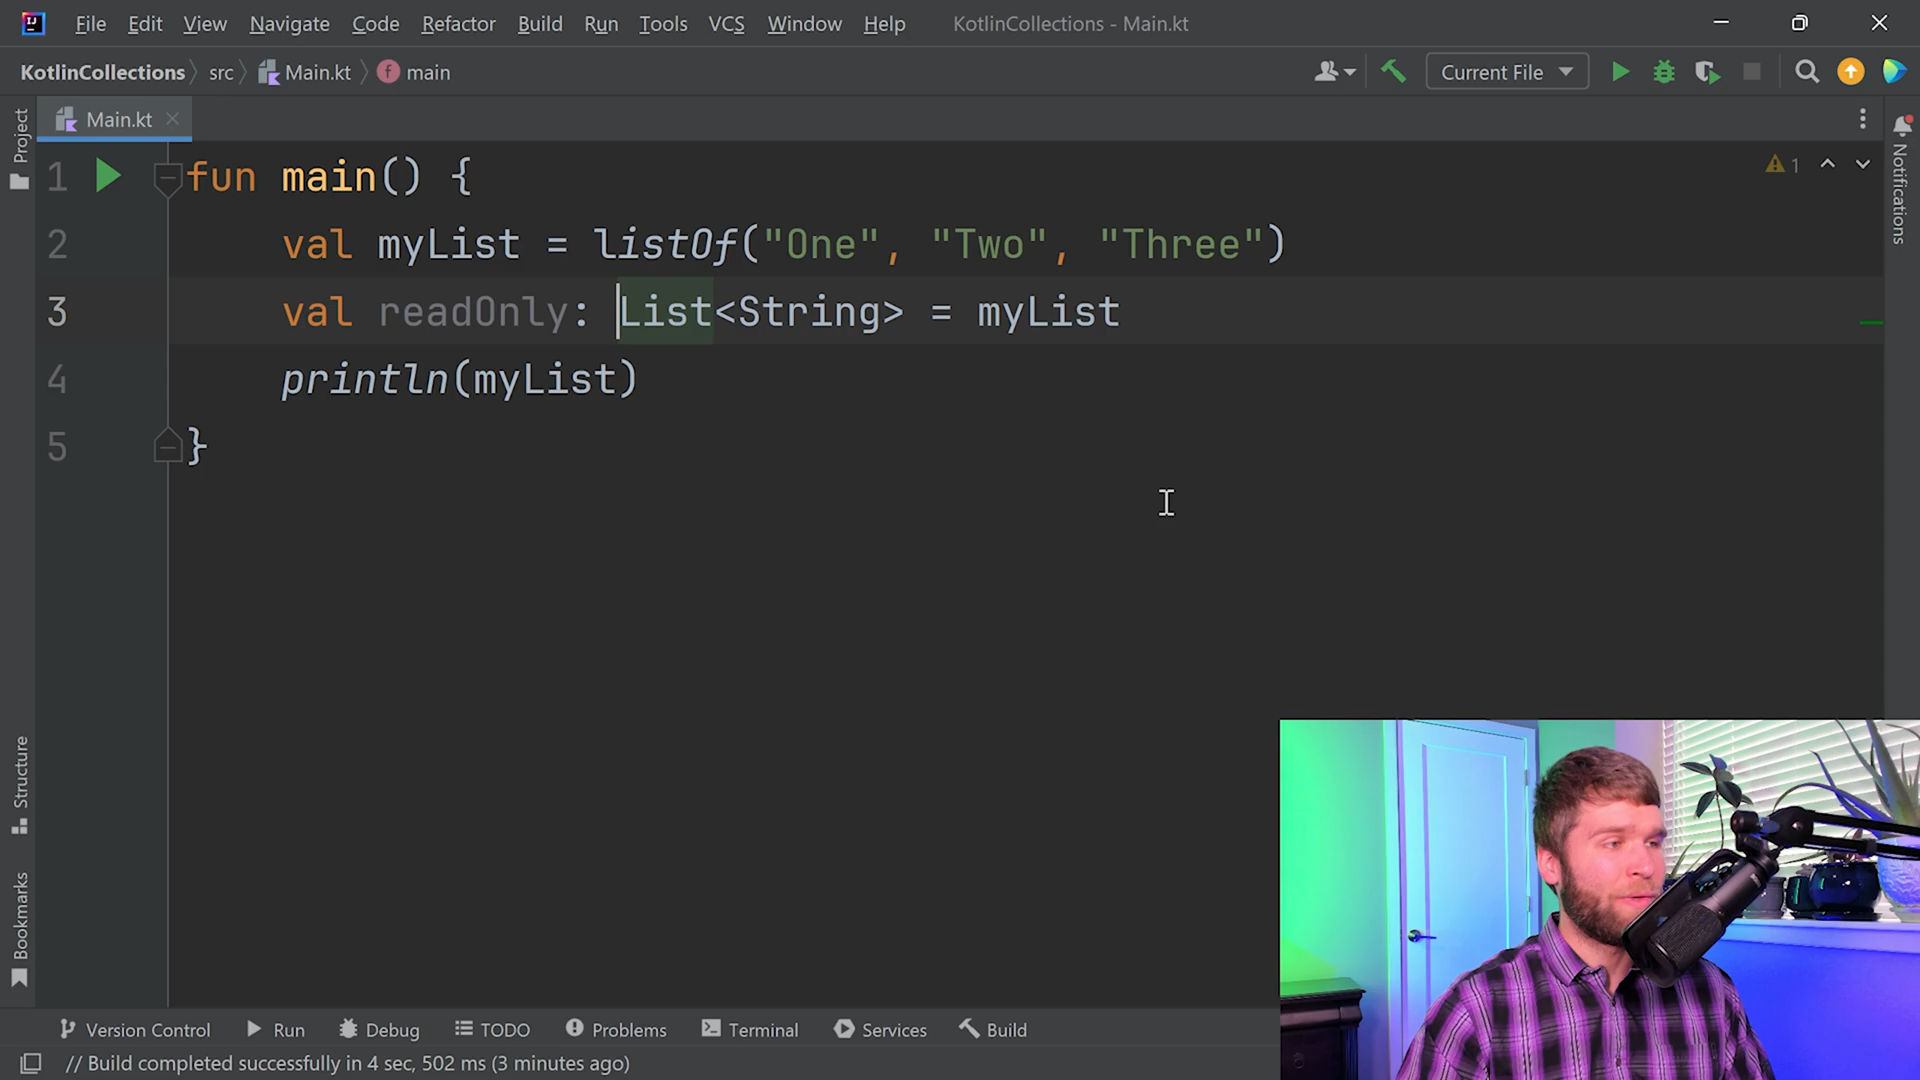 File Edit View Navigate Code Refactor Build Run Tools VCS Window Help KotlinCollections - Main.kt
KotlinCollections src Main.kt main Current File
Project
Main.kt
Notifications
1 fun main() {
1
2 val myList = listOf("One", "Two", "Three")
3 val readOnly: List<String> = myList
4 println(myList)
5 }
Structure
Bookmarks
Version Control Run Debug TODO Problems Terminal Services Build
// Build completed successfully in 4 sec, 502 ms (3 minutes ago)